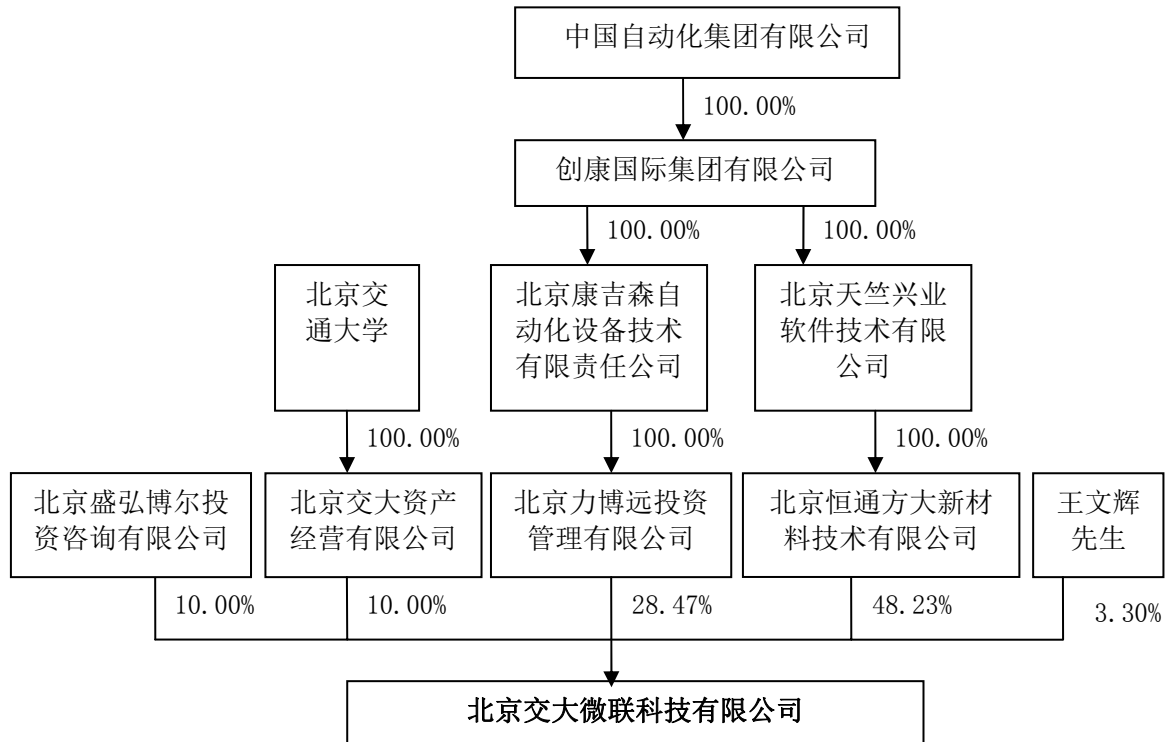 中国自动化集团有限公司
100.00%
创康国际集团有限公司
100.00%
100.00%
北京交
通大学
北京康吉森自
动化设备技术
有限责任公司
北京天竺兴业
软件技术有限
公司
100.00%
100.00%
100.00%
北京盛弘博尔投
资咨询有限公司
北京交大资产
经营有限公司
北京力博远投资
管理有限公司
北京恒通方大新材
料技术有限公司
王文辉
先生
10.00%
10.00%
28.47%
48.23%
3.30%
北京交大微联科技有限公司